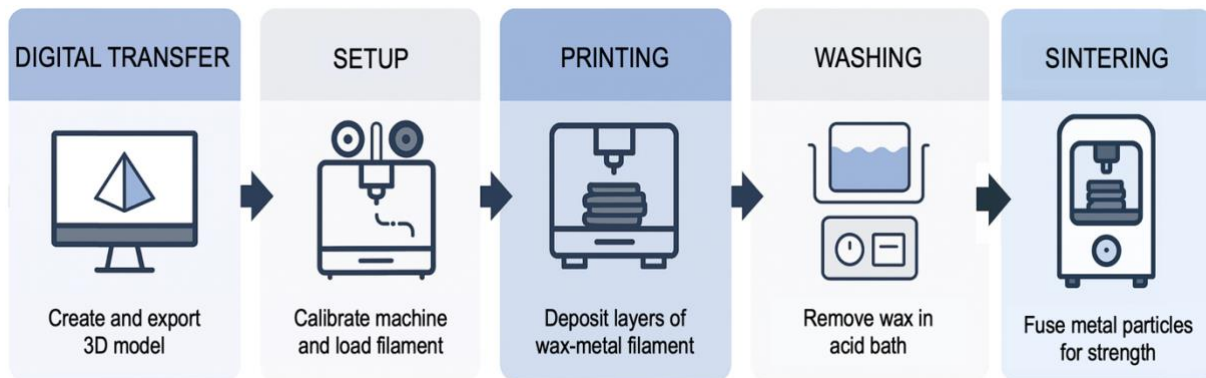 DIGITAL TRANSFER
Create and export
3D model
SETUP
Calibrate machine
and load filament
PRINTING
Deposit layers of
wax-metal filament
WASHING
Remove wax in
acid bath
SINTERING
Fuse metal particles
for strength